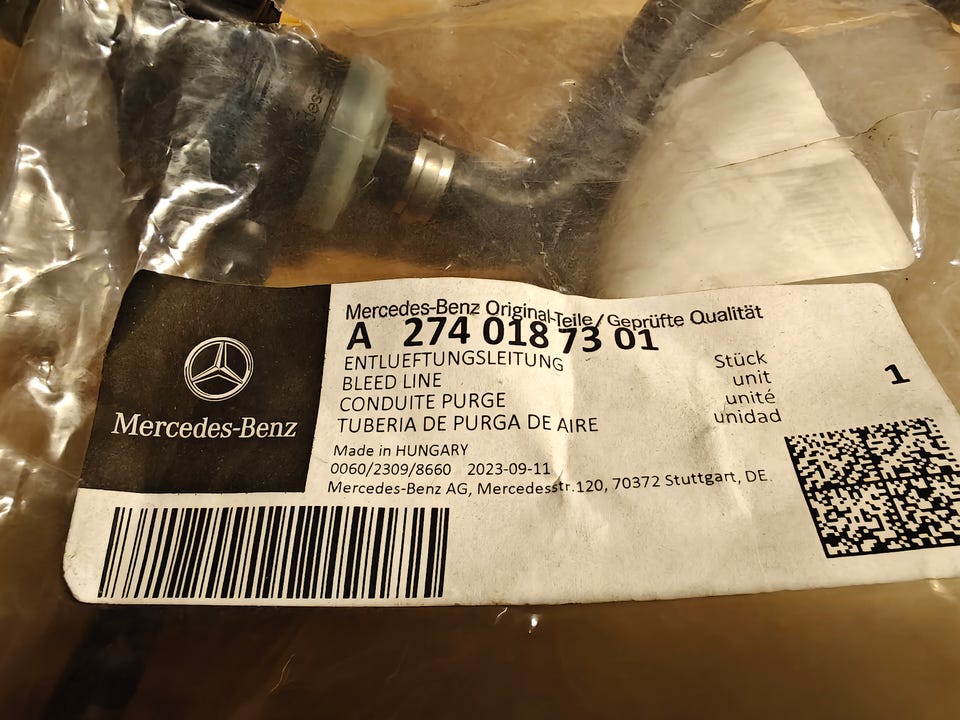 Mercedes-Benz
Mercedes-Benz Original-Teile / Geprüfte Qualität
A 274 018 73 01
ENTLUEFTUNGSLEITUNG
BLEED LINE
CONDUITE PURGE
TUBERIA DE PURGA DE AIRE
Stück
unit
unité
unidad
1
Made in HUNGARY
0060/2309/8660 2023-09-11
Mercedes-Benz AG, Mercedesstr.120, 70372 Stuttgart, DE.